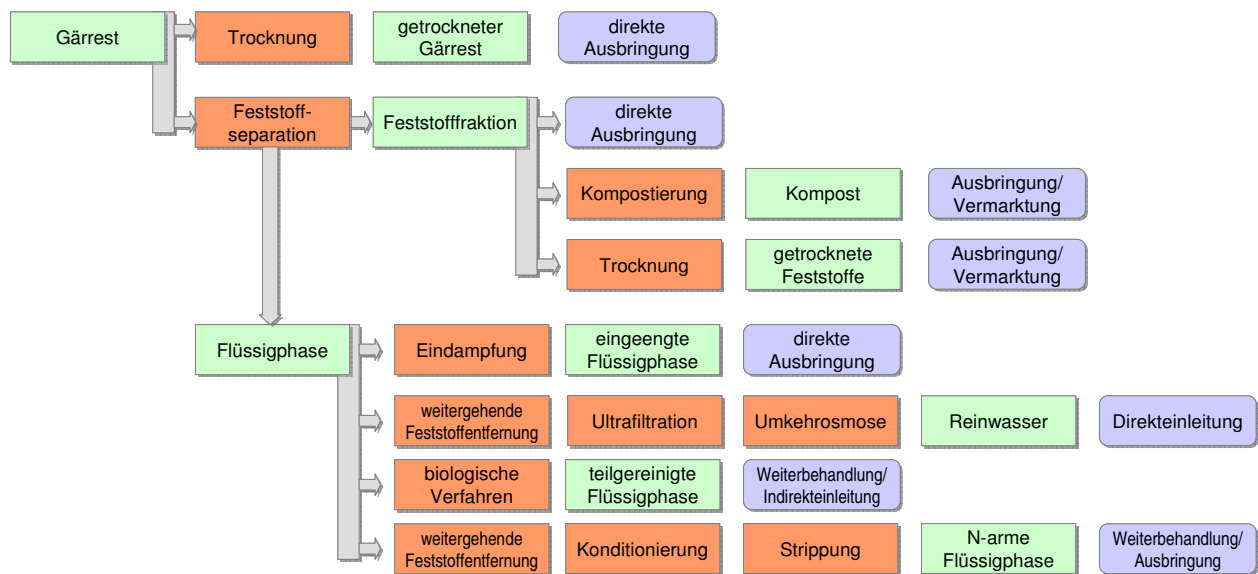 Gärrest
Trocknung
getrockneter
Gärrest
direkte
Ausbringung
Feststoff-
separation
Feststofffraktion
direkte
Ausbringung
Kompostierung
Kompost
Ausbringung/
Vermarktung
Trocknung
getrocknete
Feststoffe
Ausbringung/
Vermarktung
Flüssigphase
Eindampfung
eingeengte
Flüssigphase
direkte
Ausbringung
weitergehende
Feststoffentfernung
Ultrafiltration
Umkehrosmose
Reinwasser
Direkteinleitung
biologische
Verfahren
teilgereinigte
Flüssigphase
Weiterbehandlung/
Indirekteinleitung
weitergehende
Feststoffentfernung
Konditionierung
Strippung
N-arme
Flüssigphase
Weiterbehandlung/
Ausbringung